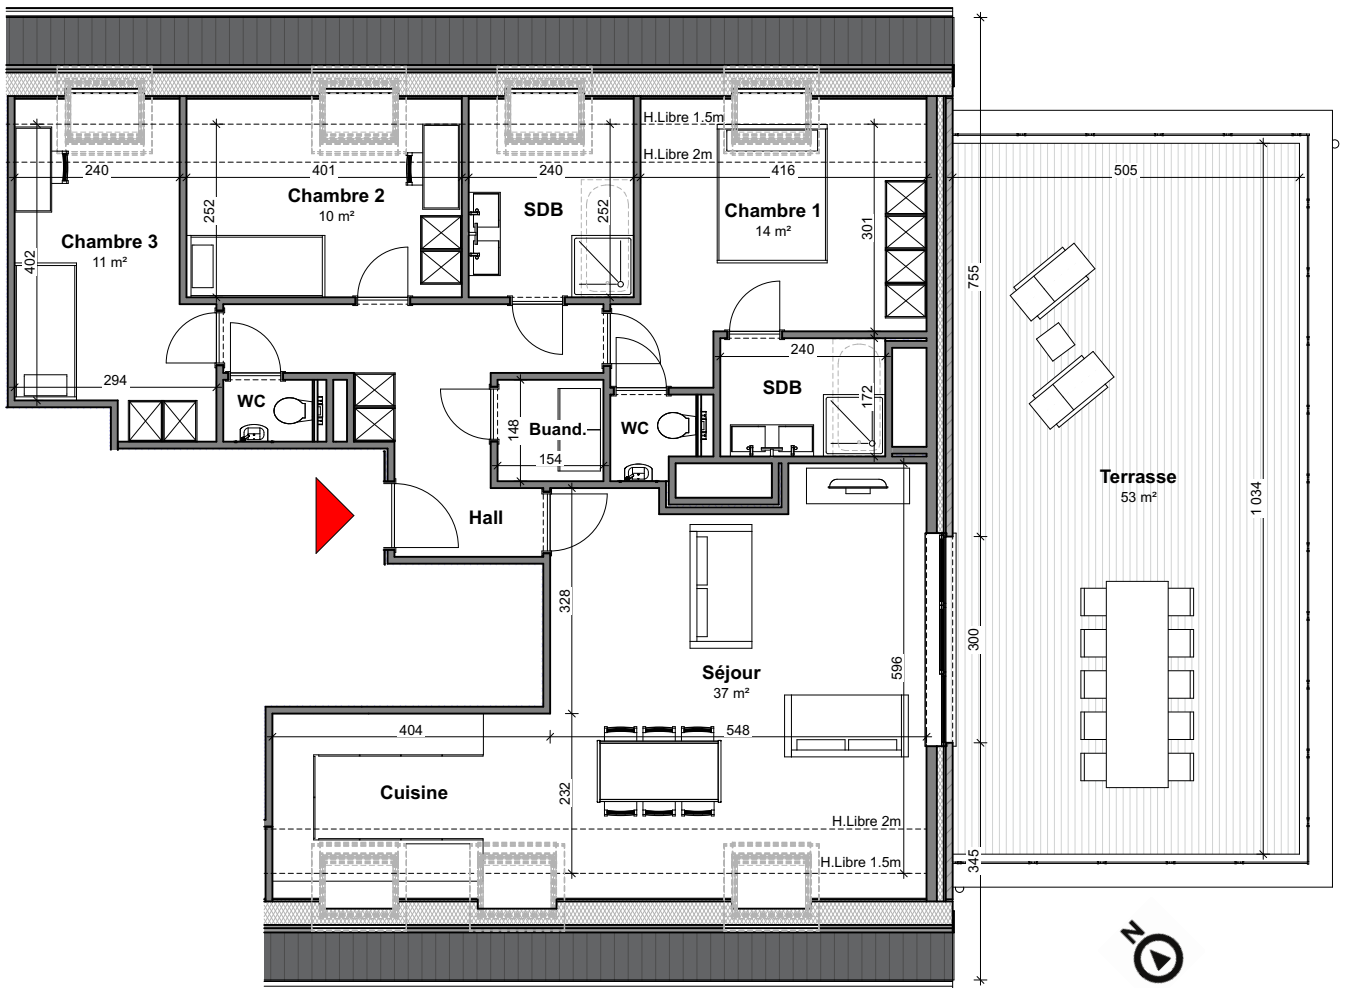 H.Libre 1.5m
H.Libre 2m
240
401
240
416
505
Chambre 2
10 m²
SDB
Chambre 1
14 m²
252
252
301
Chambre 3
11 m²
402
755
294
240
SDB
172
WC
148
Buand.
154
WC
Hall
Terrasse
53 m²
1 034
328
300
596
Séjour
37 m²
404
548
Cuisine
232
H.Libre 2m
H.Libre 1.5m
345
N